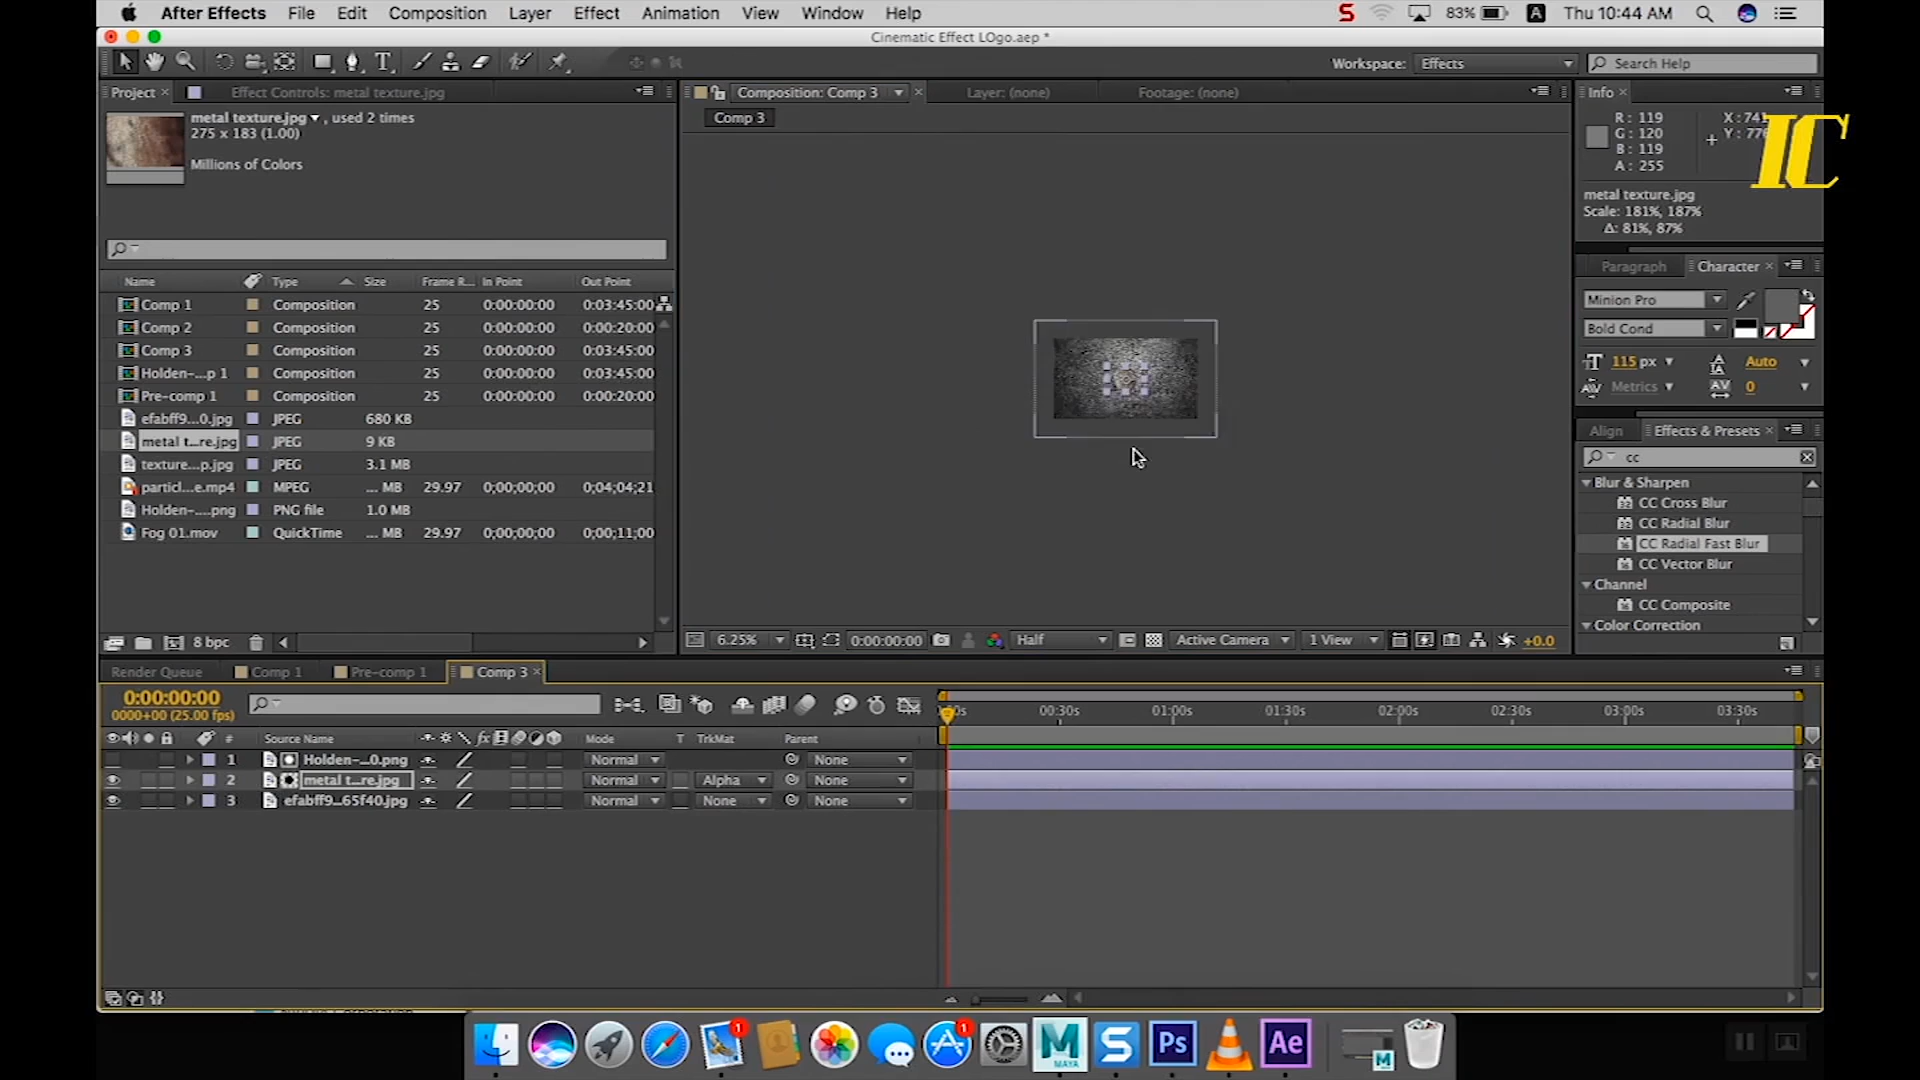 After Effects File Edit Composition Layer Effect Animation View Window Help
83% A Thu 10:44 AM
Cinematic Effect LOgo.aep *
Workspace: Effects Search Help
Project × Effect Controls: metal texture.jpg
Composition: Comp 3 × Layer: (none) Footage: (none)
Info ×
metal texture.jpg ▾ , used 2 times
275 x 183 (1.00)
Millions of Colors
Comp 3
R: 119 X: 741
G: 120 Y: 776
B: 119
A: 255
IC
metal texture.jpg
Scale: 181%, 187%
Δ: 81%, 87%
Paragraph Character ×
Minion Pro
Bold Cond
115 px Auto
Metrics 0
Align Effects & Presets ×
cc
Blur & Sharpen
CC Cross Blur
CC Radial Blur
CC Radial Fast Blur
CC Vector Blur
Channel
CC Composite
Color Correction
Name Type Size Frame R... In Point Out Point
Comp 1 Composition 25 0:00:00:00 0:03:45:00
Comp 2 Composition 25 0:00:00:00 0:00:20:00
Comp 3 Composition 25 0:00:00:00 0:03:45:00
Holden-...p 1 Composition 25 0:00:00:00 0:03:45:00
Pre-comp 1 Composition 25 0:00:00:00 0:00:20:00
efabff9...0.jpg JPEG 680 KB
metal t...re.jpg JPEG 9 KB
texture...p.jpg JPEG 3.1 MB
particl...e.mp4 MPEG ... MB 29.97 0;00;00;00 0;04;04;21
Holden-....png PNG file 1.0 MB
Fog 01.mov QuickTime ... MB 29.97 0;00;00;00 0;00;11;00
8 bpc
6.25% 0:00:00:00 Half Active Camera 1 View +0.0
Render Queue Comp 1 Pre-comp 1 Comp 3 ×
0:00:00:00
0000+00 (25.00 fps)
00:30s 01:00s 01:30s 02:00s 02:30s 03:00s 03:30s
# Source Name Mode T TrkMat Parent
1 Holden-...0.png Normal None
2 metal t...re.jpg Normal Alpha None
3 efabff9...65f40.jpg Normal None None
1 1 MAYA S Ps Ae M